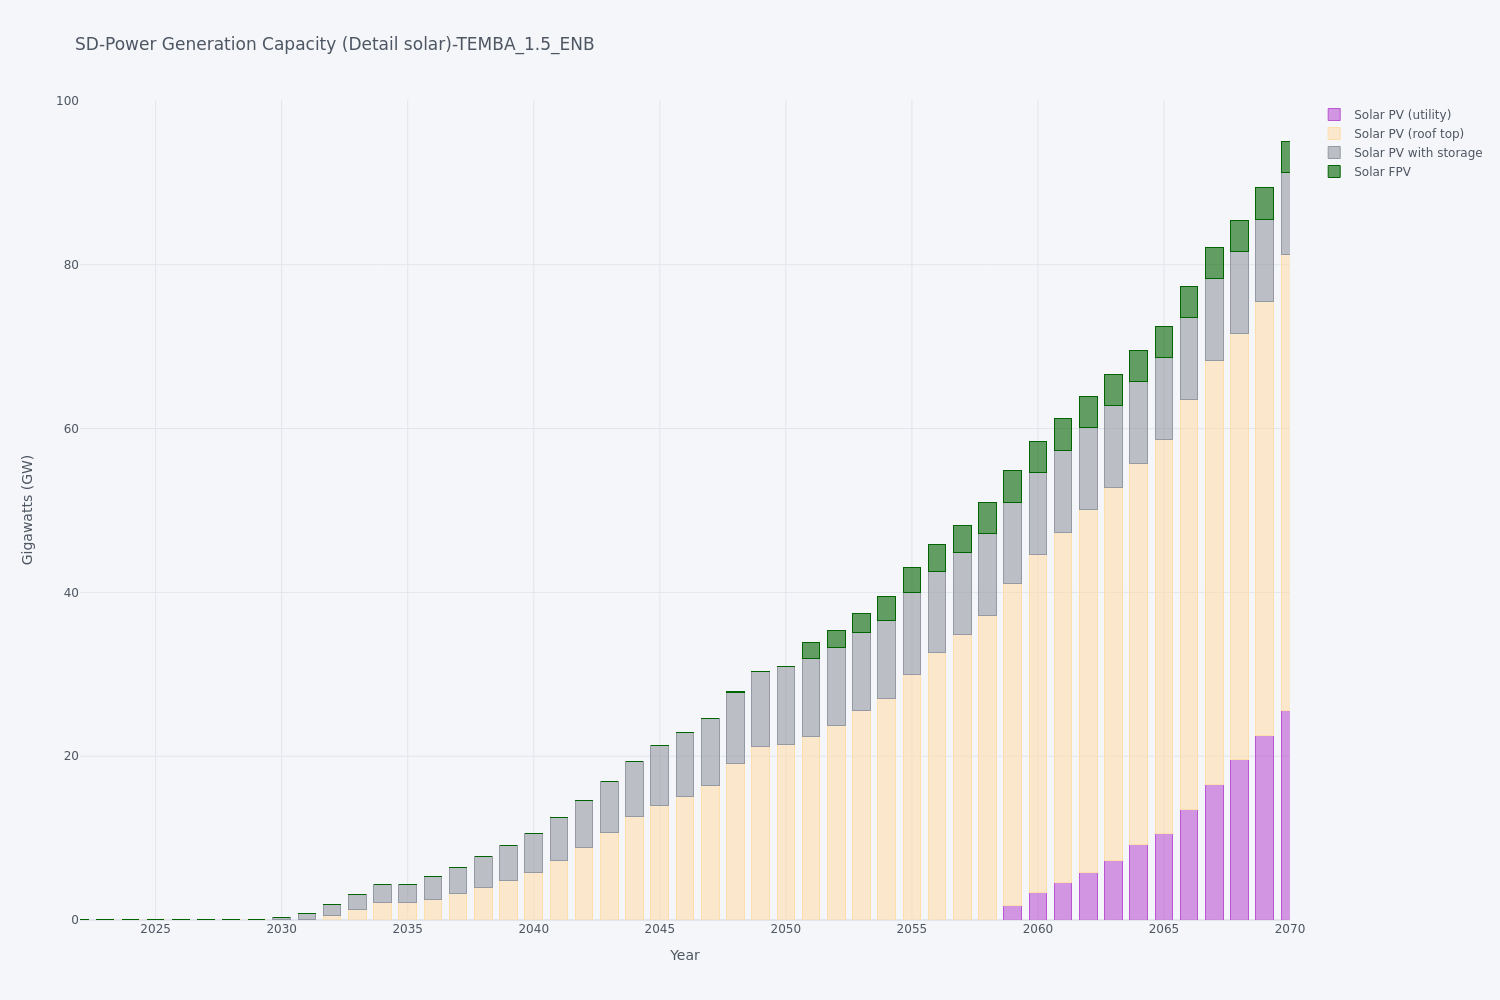 SD-Power Generation Capacity (Detail solar)-TEMBA_1.5_ENB
100
80
60
40
20
0
Gigawatts (GW)
2025
2030
2035
2040
2045
2050
2055
2060
2065
2070
Year
Solar PV (utility)
Solar PV (roof top)
Solar PV with storage
Solar FPV